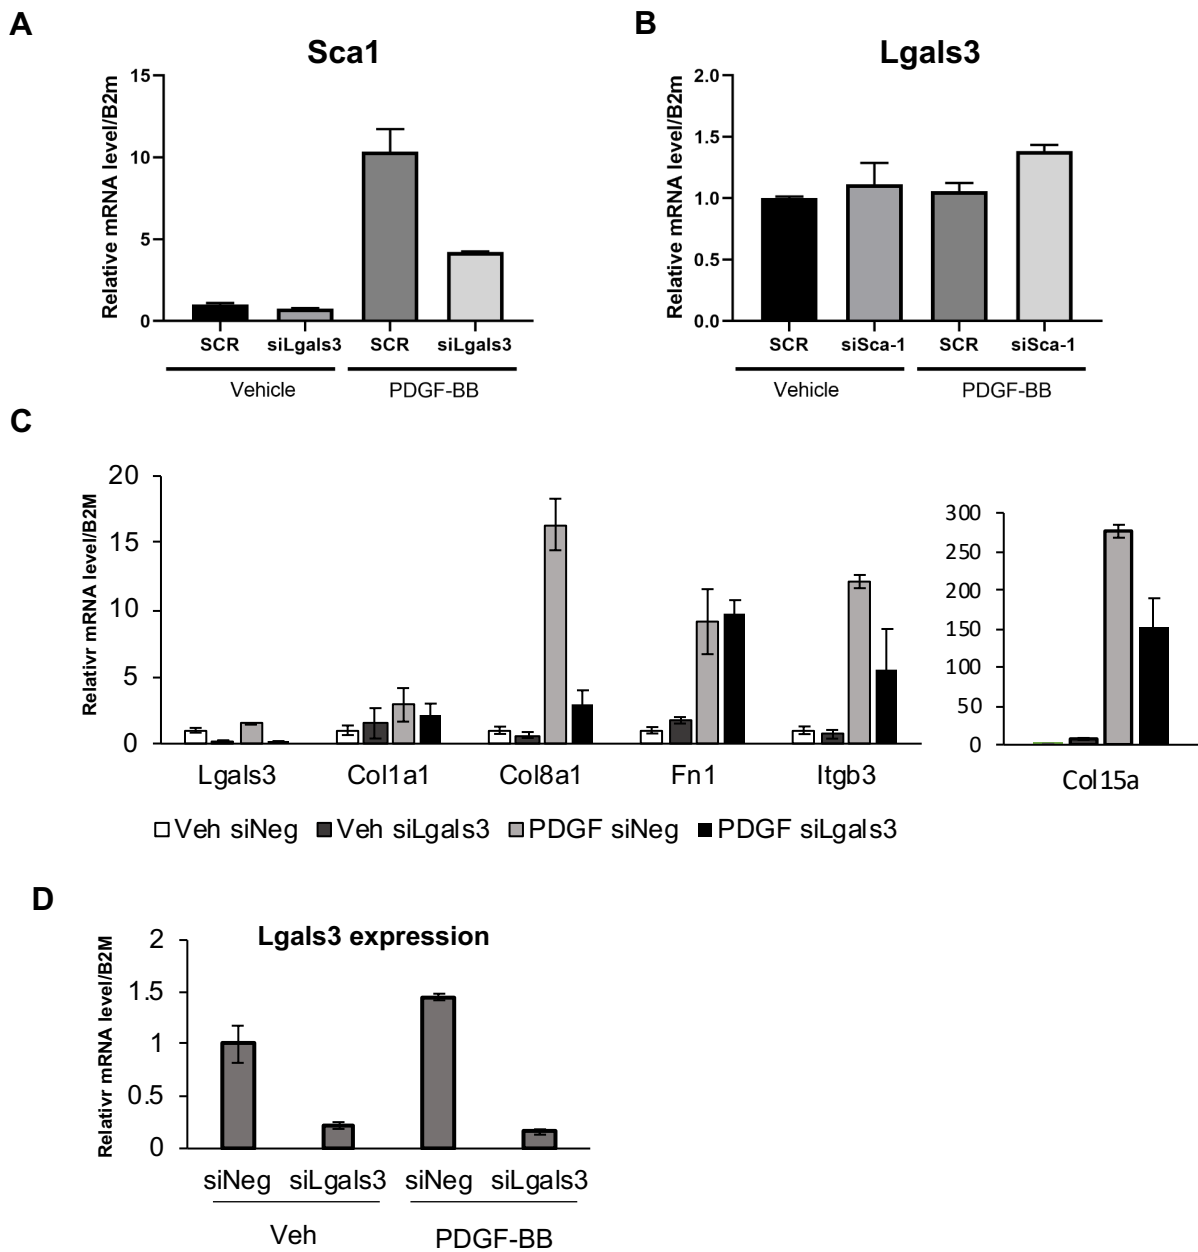 A
B
Sca1
Lgals3
Relative mRNA level/B2m
15
10
5
0
SCR siLgals3 SCR siLgals3
Vehicle PDGF-BB
Relative mRNA level/B2m
2.0
1.5
1.0
0.5
0.0
SCR siSca-1 SCR siSca-1
Vehicle PDGF-BB
C
Relativr mRNA level/B2M
20
15
10
5
0
Lgals3 Col1a1 Col8a1 Fn1 Itgb3
300
250
200
150
100
50
0
Col15a
Veh siNeg Veh siLgals3 PDGF siNeg PDGF siLgals3
D
Lgals3 expression
Relativr mRNA level/B2M
2
1.5
1
0.5
0
siNeg siLgals3 siNeg siLgals3
Veh PDGF-BB